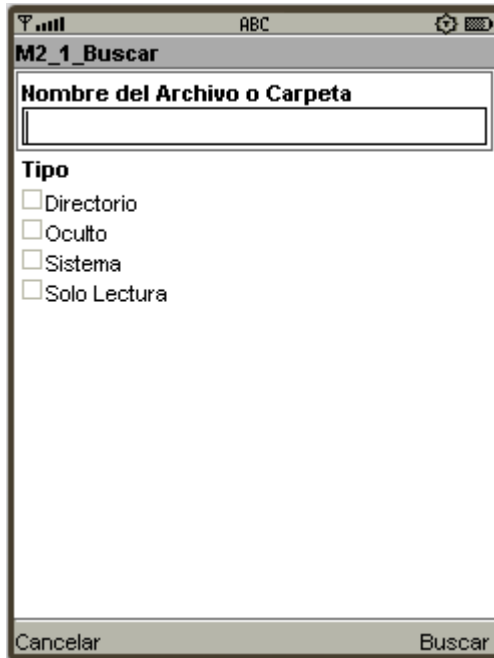 ABC
M2_1_Buscar
Nombre del Archivo o Carpeta
Tipo
Directorio
Oculto
Sistema
Solo Lectura
Cancelar Buscar